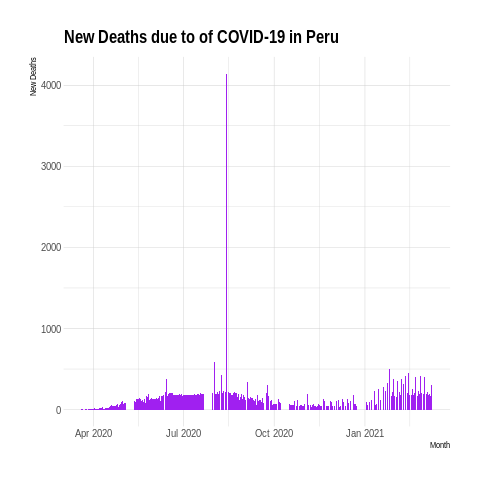 New Deaths due to of COVID-19 in Peru
New Deaths
4000
3000
2000
1000
0
Apr 2020 Jul 2020 Oct 2020 Jan 2021
Month